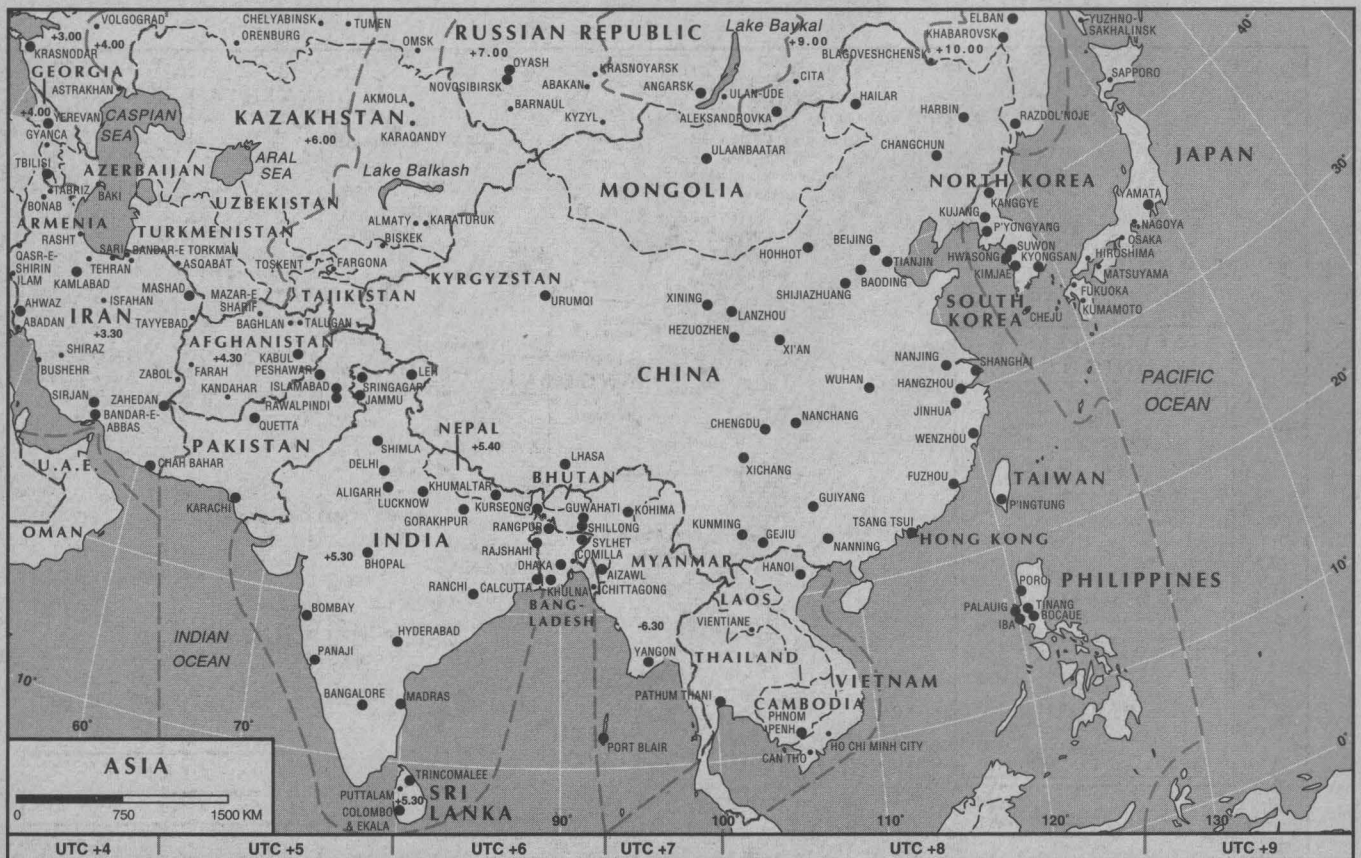 VOLGOGRAD
CHELYABINSK
TUMEN
RUSSIAN REPUBLIC
Lake Baykal
ELBAN
YUZHNO-
SAKHALINSK
40°
+3.00
ORENBURG
OMSK
+7.00
+9.00
KHABAROVSK
+10.00
KRASNODAR
+4.00
OYASH
KRASNOYARSK
BLAGOVESHCHENSK
GEORGIA
NOVOSIBIRSK
ABAKAN
ANGARSK
CITA
SAPPORO
ASTRAKHAN
AKMOLA
BARNAUL
ULAN-UDE
HAILAR
+4.00
CASPIAN
SEA
KAZAKHSTAN
KYZYL
ALEKSANDROVKA
HARBIN
RAZDOL'NOJE
YEREVAN
+6.00
KARAQANDY
GYANCA
ULAANBAATAR
CHANGCHUN
30°
TBILISI
ARAL
SEA
JAPAN
AZERBAIJAN
Lake Balkash
MONGOLIA
NORTH KOREA
TABRIZ
BAKI
BONAB
UZBEKISTAN
KANGGYE
YAMATA
ARMENIA
ALMATY
KARATURUK
KUJANG
NAGOYA
RASHT
TURKMENISTAN
BISKEK
BEIJING
P'YONGYANG
OSAKA
SARI
BANDAR-E TORKMAN
TOSKENT
HOHHOT
SUWON
HIROSHIMA
QASR-E-
SHIRIN
TEHRAN
ASQABAT
FARGONA
TIANJIN
HWASONG
KYONGSAN
MATSUYAMA
ILAM
KAMLABAD
KYRGYZSTAN
BAODING
KIMJAE
MASHAD
MAZAR-E
SHARIF
TAJIKISTAN
URUMQI
XINING
SHIJIAZHUANG
FUKUOKA
AHWAZ
ISFAHAN
SOUTH
KOREA
KUMAMOTO
IRAN
TAYYEBAD
BAGHLAN
TALUGAN
LANZHOU
CHEJU
ABADAN
+3.30
AFGHANISTAN
HEZUOZHEN
XI'AN
+4.30
KABUL
SHIRAZ
FARAH
PESHAWAR
LEH
NANJING
SHANGHAI
BUSHEHR
ZABOL
ISLAMABAD
SRINGAGAR
CHINA
WUHAN
HANGZHOU
20°
PACIFIC
OCEAN
KANDAHAR
JAMMU
SIRJAN
ZAHEDAN
RAWALPINDI
JINHUA
BANDAR-E-
ABBAS
QUETTA
NEPAL
+5.40
CHENGDU
NANCHANG
WENZHOU
PAKISTAN
SHIMLA
U.A.E.
CHAH BAHAR
DELHI
LHASA
XICHANG
BHUTAN
FUZHOU
TAIWAN
ALIGARH
KHUMALTAR
KARACHI
LUCKNOW
KURSEONG
GUWAHATI
KOHIMA
GUIYANG
P'INGTUNG
GORAKHPUR
RANGPUR
SHILLONG
KUNMING
TSANG TSUI
OMAN
INDIA
SYLHET
GEJIU
HONG KONG
RAJSHAHI
COMILLA
NANNING
+5.30
BHOPAL
DHAKA
MYANMAR
HANOI
10°
PHILIPPINES
RANCHI
CALCUTTA
AIZAWL
KHULNA
CHITTAGONG
LAOS
PORO
BOMBAY
BANG-
LADESH
PALAUIG
TINANG
BOCAUE
IBA
INDIAN
OCEAN
HYDERABAD
-6.30
VIENTIANE
PANAJI
YANGON
THAILAND
VIETNAM
10°
BANGALORE
MADRAS
PATHUM THANI
CAMBODIA
60°
70°
PHNOM
PENH
PORT BLAIR
HO CHI MINH CITY
0°
CAN THO
ASIA
TRINCOMALEE
PUTTALAM
SRI
LANKA
+5.30
0 750 1500 KM
COLOMBO
& EKALA
90°
100°
110°
120°
130°
UTC +4 UTC +5 UTC +6 UTC +7 UTC +8 UTC +9